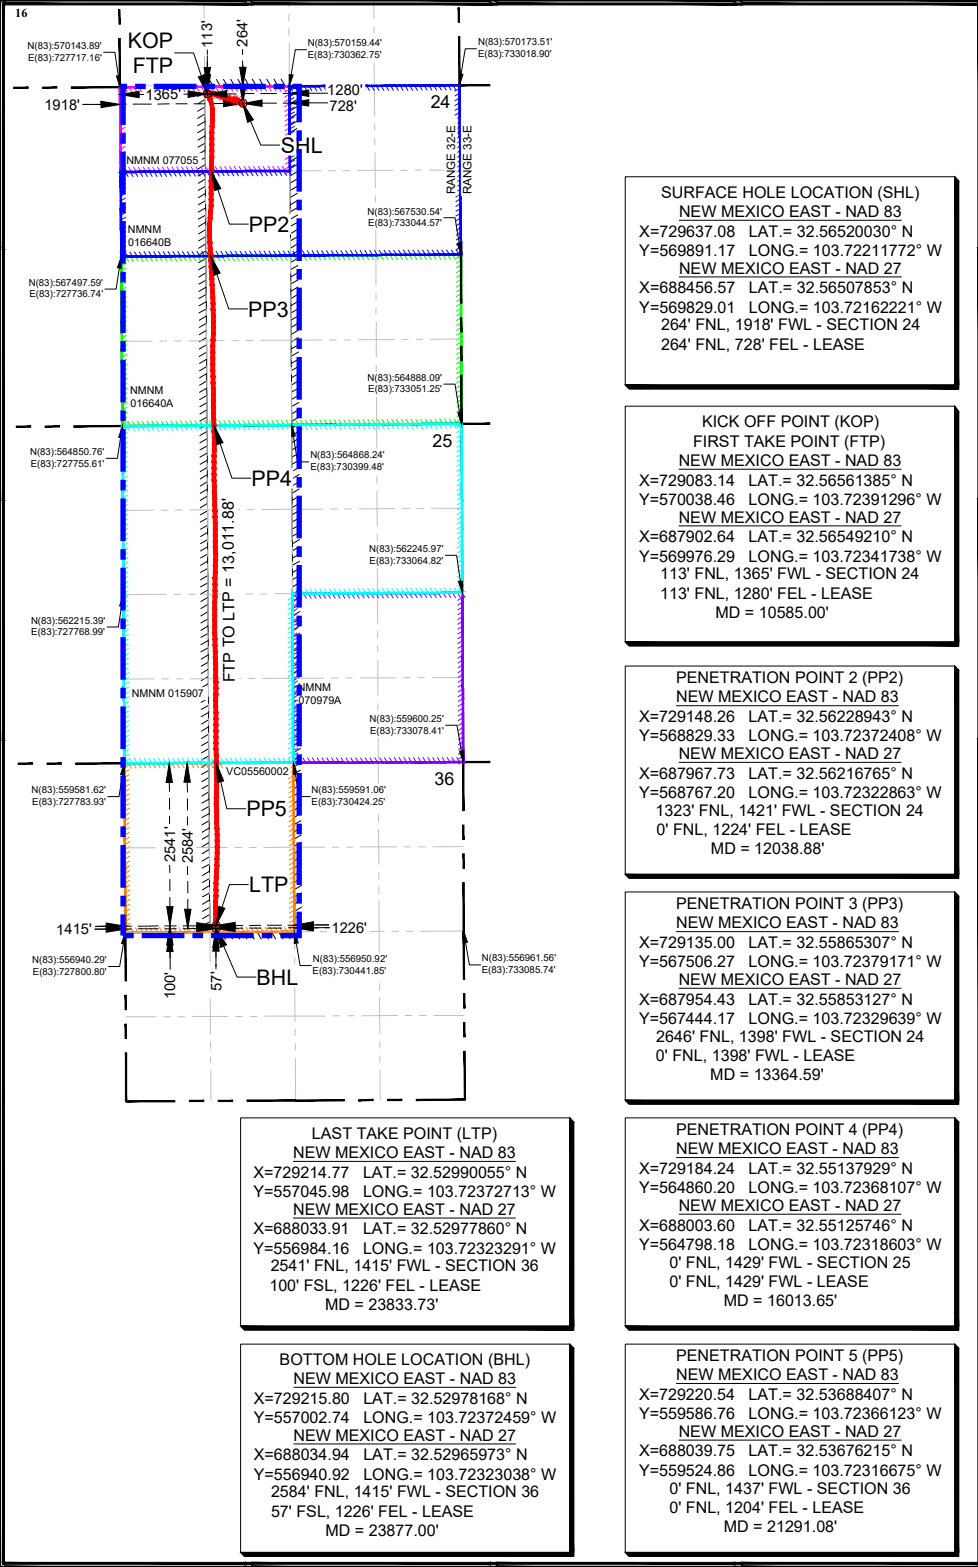 16
KOP
FTP
113'
264'
N(83):570143.89'
E(83):727717.16'
N(83):570159.44'
E(83):730362.75'
N(83):570173.51'
E(83):733018.90'
1365'
1280'
1918'
728'
24
SHL
NMNM 077055
RANGE 32-E
RANGE 33-E
PP2
NMNM
016640B
N(83):567530.54'
E(83):733044.57'
N(83):567497.59'
E(83):727736.74'
PP3
NMNM
016640A
N(83):564888.09'
E(83):733051.25'
25
N(83):564850.76'
E(83):727755.61'
N(83):564868.24'
E(83):730399.48'
PP4
FTP TO LTP = 13,011.88'
N(83):562245.97'
E(83):733064.82'
N(83):562215.39'
E(83):727768.99'
NMNM 015907
NMNM
070979A
N(83):559600.25'
E(83):733078.41'
VC05560002
36
N(83):559581.62'
E(83):727783.93'
N(83):559591.06'
E(83):730424.25'
PP5
2541'
2584'
LTP
1415'
1226'
N(83):556940.29'
E(83):727800.80'
100'
57'
BHL
N(83):556950.92'
E(83):730441.85'
N(83):556961.56'
E(83):733085.74'
SURFACE HOLE LOCATION (SHL)
NEW MEXICO EAST - NAD 83
X=729637.08 LAT.= 32.56520030° N
Y=569891.17 LONG.= 103.72211772° W
NEW MEXICO EAST - NAD 27
X=688456.57 LAT.= 32.56507853° N
Y=569829.01 LONG.= 103.72162221° W
264' FNL, 1918' FWL - SECTION 24
264' FNL, 728' FEL - LEASE
KICK OFF POINT (KOP)
FIRST TAKE POINT (FTP)
NEW MEXICO EAST - NAD 83
X=729083.14 LAT.= 32.56561385° N
Y=570038.46 LONG.= 103.72391296° W
NEW MEXICO EAST - NAD 27
X=687902.64 LAT.= 32.56549210° N
Y=569976.29 LONG.= 103.72341738° W
113' FNL, 1365' FWL - SECTION 24
113' FNL, 1280' FEL - LEASE
MD = 10585.00'
PENETRATION POINT 2 (PP2)
NEW MEXICO EAST - NAD 83
X=729148.26 LAT.= 32.56228943° N
Y=568829.33 LONG.= 103.72372408° W
NEW MEXICO EAST - NAD 27
X=687967.73 LAT.= 32.56216765° N
Y=568767.20 LONG.= 103.72322863° W
1323' FNL, 1421' FWL - SECTION 24
0' FNL, 1224' FEL - LEASE
MD = 12038.88'
PENETRATION POINT 3 (PP3)
NEW MEXICO EAST - NAD 83
X=729135.00 LAT.= 32.55865307° N
Y=567506.27 LONG.= 103.72379171° W
NEW MEXICO EAST - NAD 27
X=687954.43 LAT.= 32.55853127° N
Y=567444.17 LONG.= 103.72329639° W
2646' FNL, 1398' FWL - SECTION 24
0' FNL, 1398' FWL - LEASE
MD = 13364.59'
LAST TAKE POINT (LTP)
NEW MEXICO EAST - NAD 83
X=729214.77 LAT.= 32.52990055° N
Y=557045.98 LONG.= 103.72372713° W
NEW MEXICO EAST - NAD 27
X=688033.91 LAT.= 32.52977860° N
Y=556984.16 LONG.= 103.72323291° W
2541' FNL, 1415' FWL - SECTION 36
100' FSL, 1226' FEL - LEASE
MD = 23833.73'
PENETRATION POINT 4 (PP4)
NEW MEXICO EAST - NAD 83
X=729184.24 LAT.= 32.55137929° N
Y=564860.20 LONG.= 103.72368107° W
NEW MEXICO EAST - NAD 27
X=688003.60 LAT.= 32.55125746° N
Y=564798.18 LONG.= 103.72318603° W
0' FNL, 1429' FWL - SECTION 25
0' FNL, 1429' FWL - LEASE
MD = 16013.65'
BOTTOM HOLE LOCATION (BHL)
NEW MEXICO EAST - NAD 83
X=729215.80 LAT.= 32.52978168° N
Y=557002.74 LONG.= 103.72372459° W
NEW MEXICO EAST - NAD 27
X=688034.94 LAT.= 32.52965973° N
Y=556940.92 LONG.= 103.72323038° W
2584' FNL, 1415' FWL - SECTION 36
57' FSL, 1226' FEL - LEASE
MD = 23877.00'
PENETRATION POINT 5 (PP5)
NEW MEXICO EAST - NAD 83
X=729220.54 LAT.= 32.53688407° N
Y=559586.76 LONG.= 103.72366123° W
NEW MEXICO EAST - NAD 27
X=688039.75 LAT.= 32.53676215° N
Y=559524.86 LONG.= 103.72316675° W
0' FNL, 1437' FWL - SECTION 36
0' FNL, 1204' FEL - LEASE
MD = 21291.08'